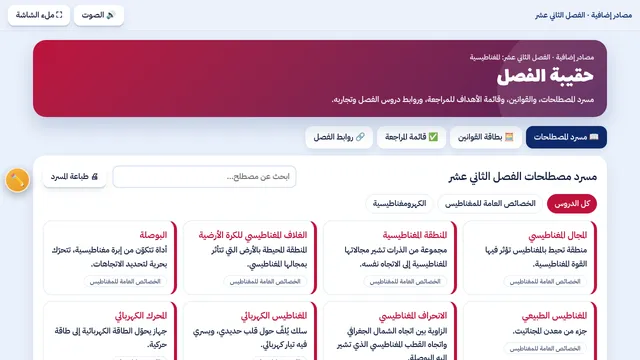 مصادر إضافية - الفصل الثاني عشر
الصوت
ملء الشاشة
مصادر إضافية - الفصل الثاني عشر: المغناطيسية
حقيبة الفصل
مسرد المصطلحات، والقوانين، وقائمة الأهداف للمراجعة، وروابط دروس الفصل وتجاربه.
مسرد المصطلحات
بطاقة القوانين
قائمة المراجعة
روابط الفصل
مسرد مصطلحات الفصل الثاني عشر
ابحث عن مصطلح...
طباعة المسرد
كل الدروس
الخصائص العامة للمغناطيس
الكهرومغناطيسية
المجال المغناطيسي
منطقة تحيط بالمغناطيس تؤثر فيها
القوة المغناطيسية.
الخصائص العامة للمغناطيس
المنطقة المغناطيسية
مجموعة من الذرات تشير مجالاتها
المغناطيسية إلى الاتجاه نفسه.
الخصائص العامة للمغناطيس
الغلاف المغناطيسي للكرة الأرضية
المنطقة المحيطة بالأرض التي تتأثر
بمجالها المغناطيسي.
الخصائص العامة للمغناطيس
البوصلة
أداة تتكوّن من إبرة مغناطيسية، تتحرّك
بحرية لتحديد الاتجاهات.
الخصائص العامة للمغناطيس
المغناطيس الطبيعي
جزء من معدن المجناتيت.
الخصائص العامة للمغناطيس
الانحراف المغناطيسي
الزاوية بين اتجاه الشمال الجغرافي
واتجاه القطب المغناطيسي الذي تشير
إليه البوصلة.
المغناطيس الكهربائي
سلك يُلفّ حول قلب حديدي، ويسري
فيه تيار كهربائي.
المحرك الكهربائي
جهاز يحوّل الطاقة الكهربائية إلى طاقة
حركية.